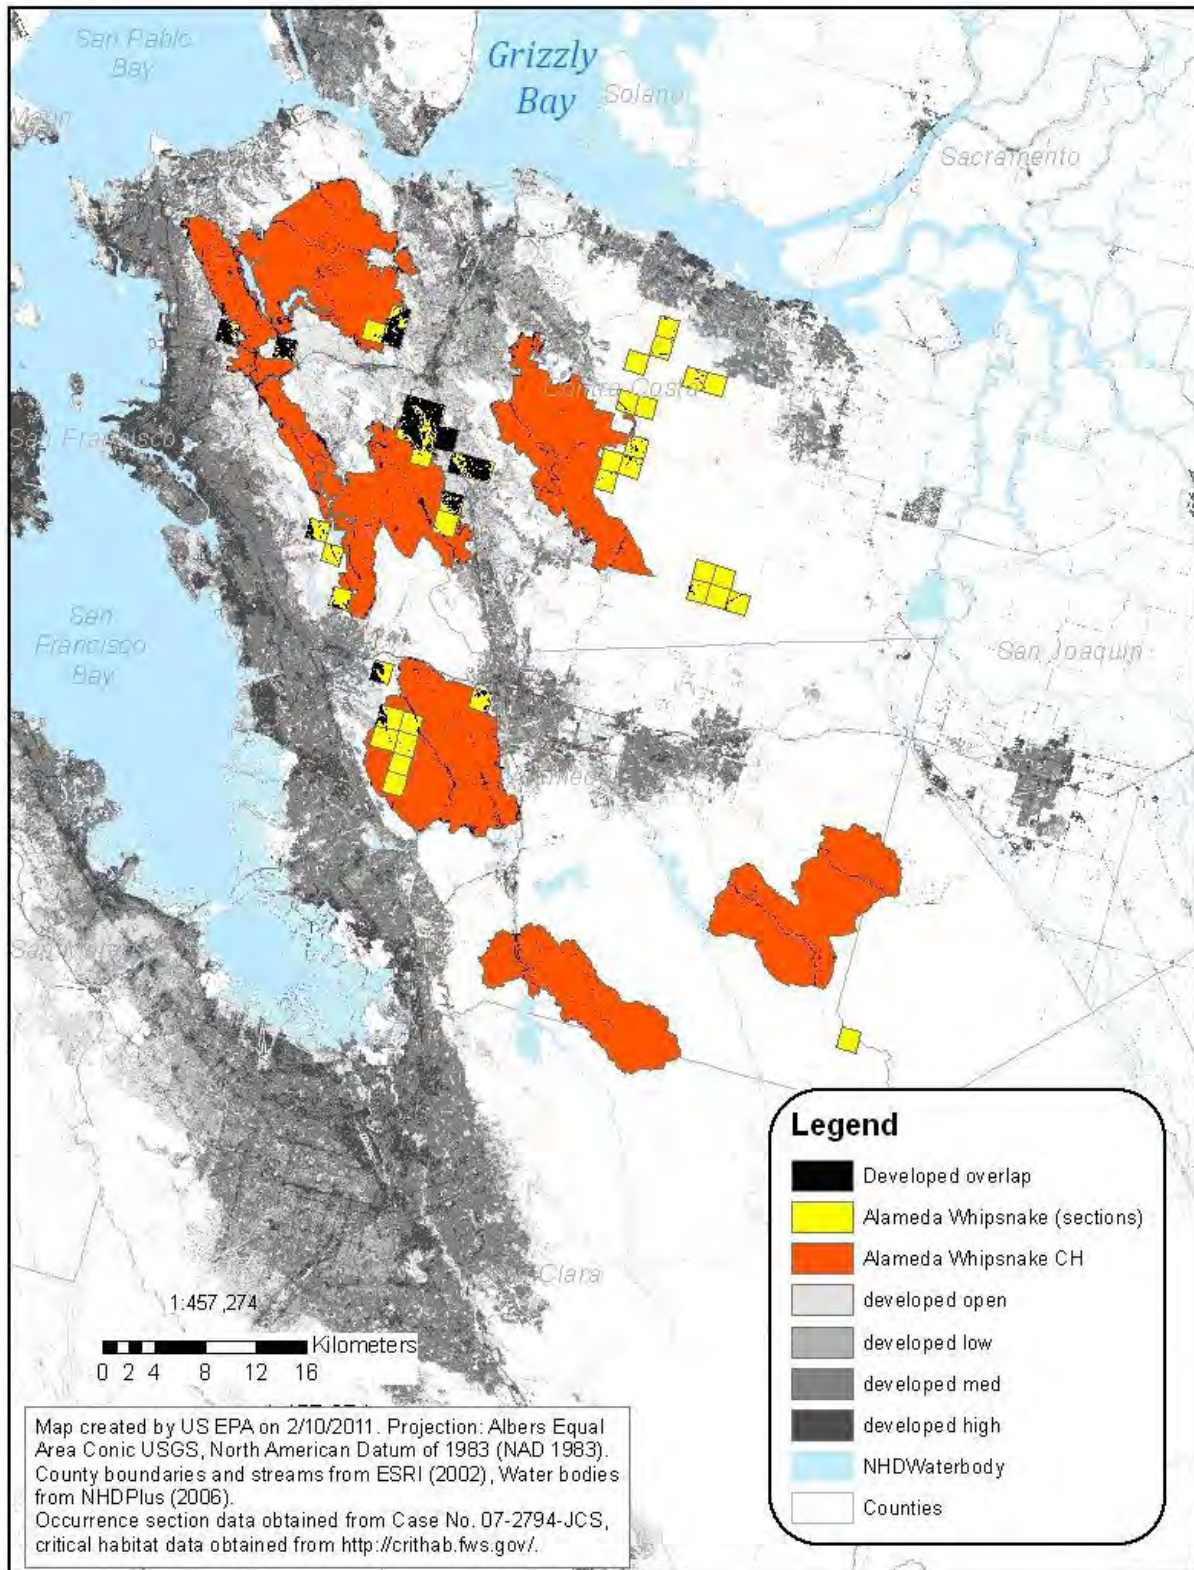 San Pablo
Bay
Grizzly
Bay
Solano
Marin
Sacramento
Contra Costa
San Francisco
San
Francisco
Bay
San Joaquin
Clara
1:457,274
Kilometers
0 2 4 8 12 16
Legend
Developed overlap
Alameda Whipsnake (sections)
Alameda Whipsnake CH
developed open
developed low
developed med
developed high
NHDWaterbody
Counties
Map created by US EPA on 2/10/2011. Projection: Albers Equal
Area Conic USGS, North American Datum of 1983 (NAD 1983).
County boundaries and streams from ESRI (2002), Water bodies
from NHDPlus (2006).
Occurrence section data obtained from Case No. 07-2794-JCS,
critical habitat data obtained from http://crithab.fws.gov/.